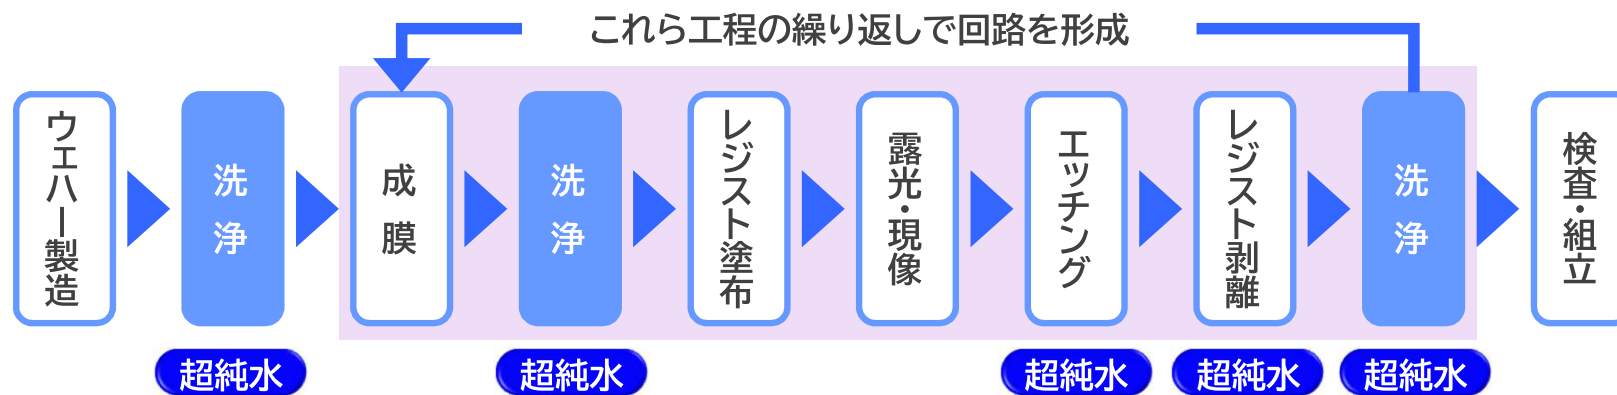 これら工程の繰り返しで回路を形成
ウェハー製造
洗浄
成膜
洗浄
レジスト塗布
露光・現像
エッチング
レジスト剥離
洗浄
検査・組立
超純水
超純水
超純水
超純水
超純水